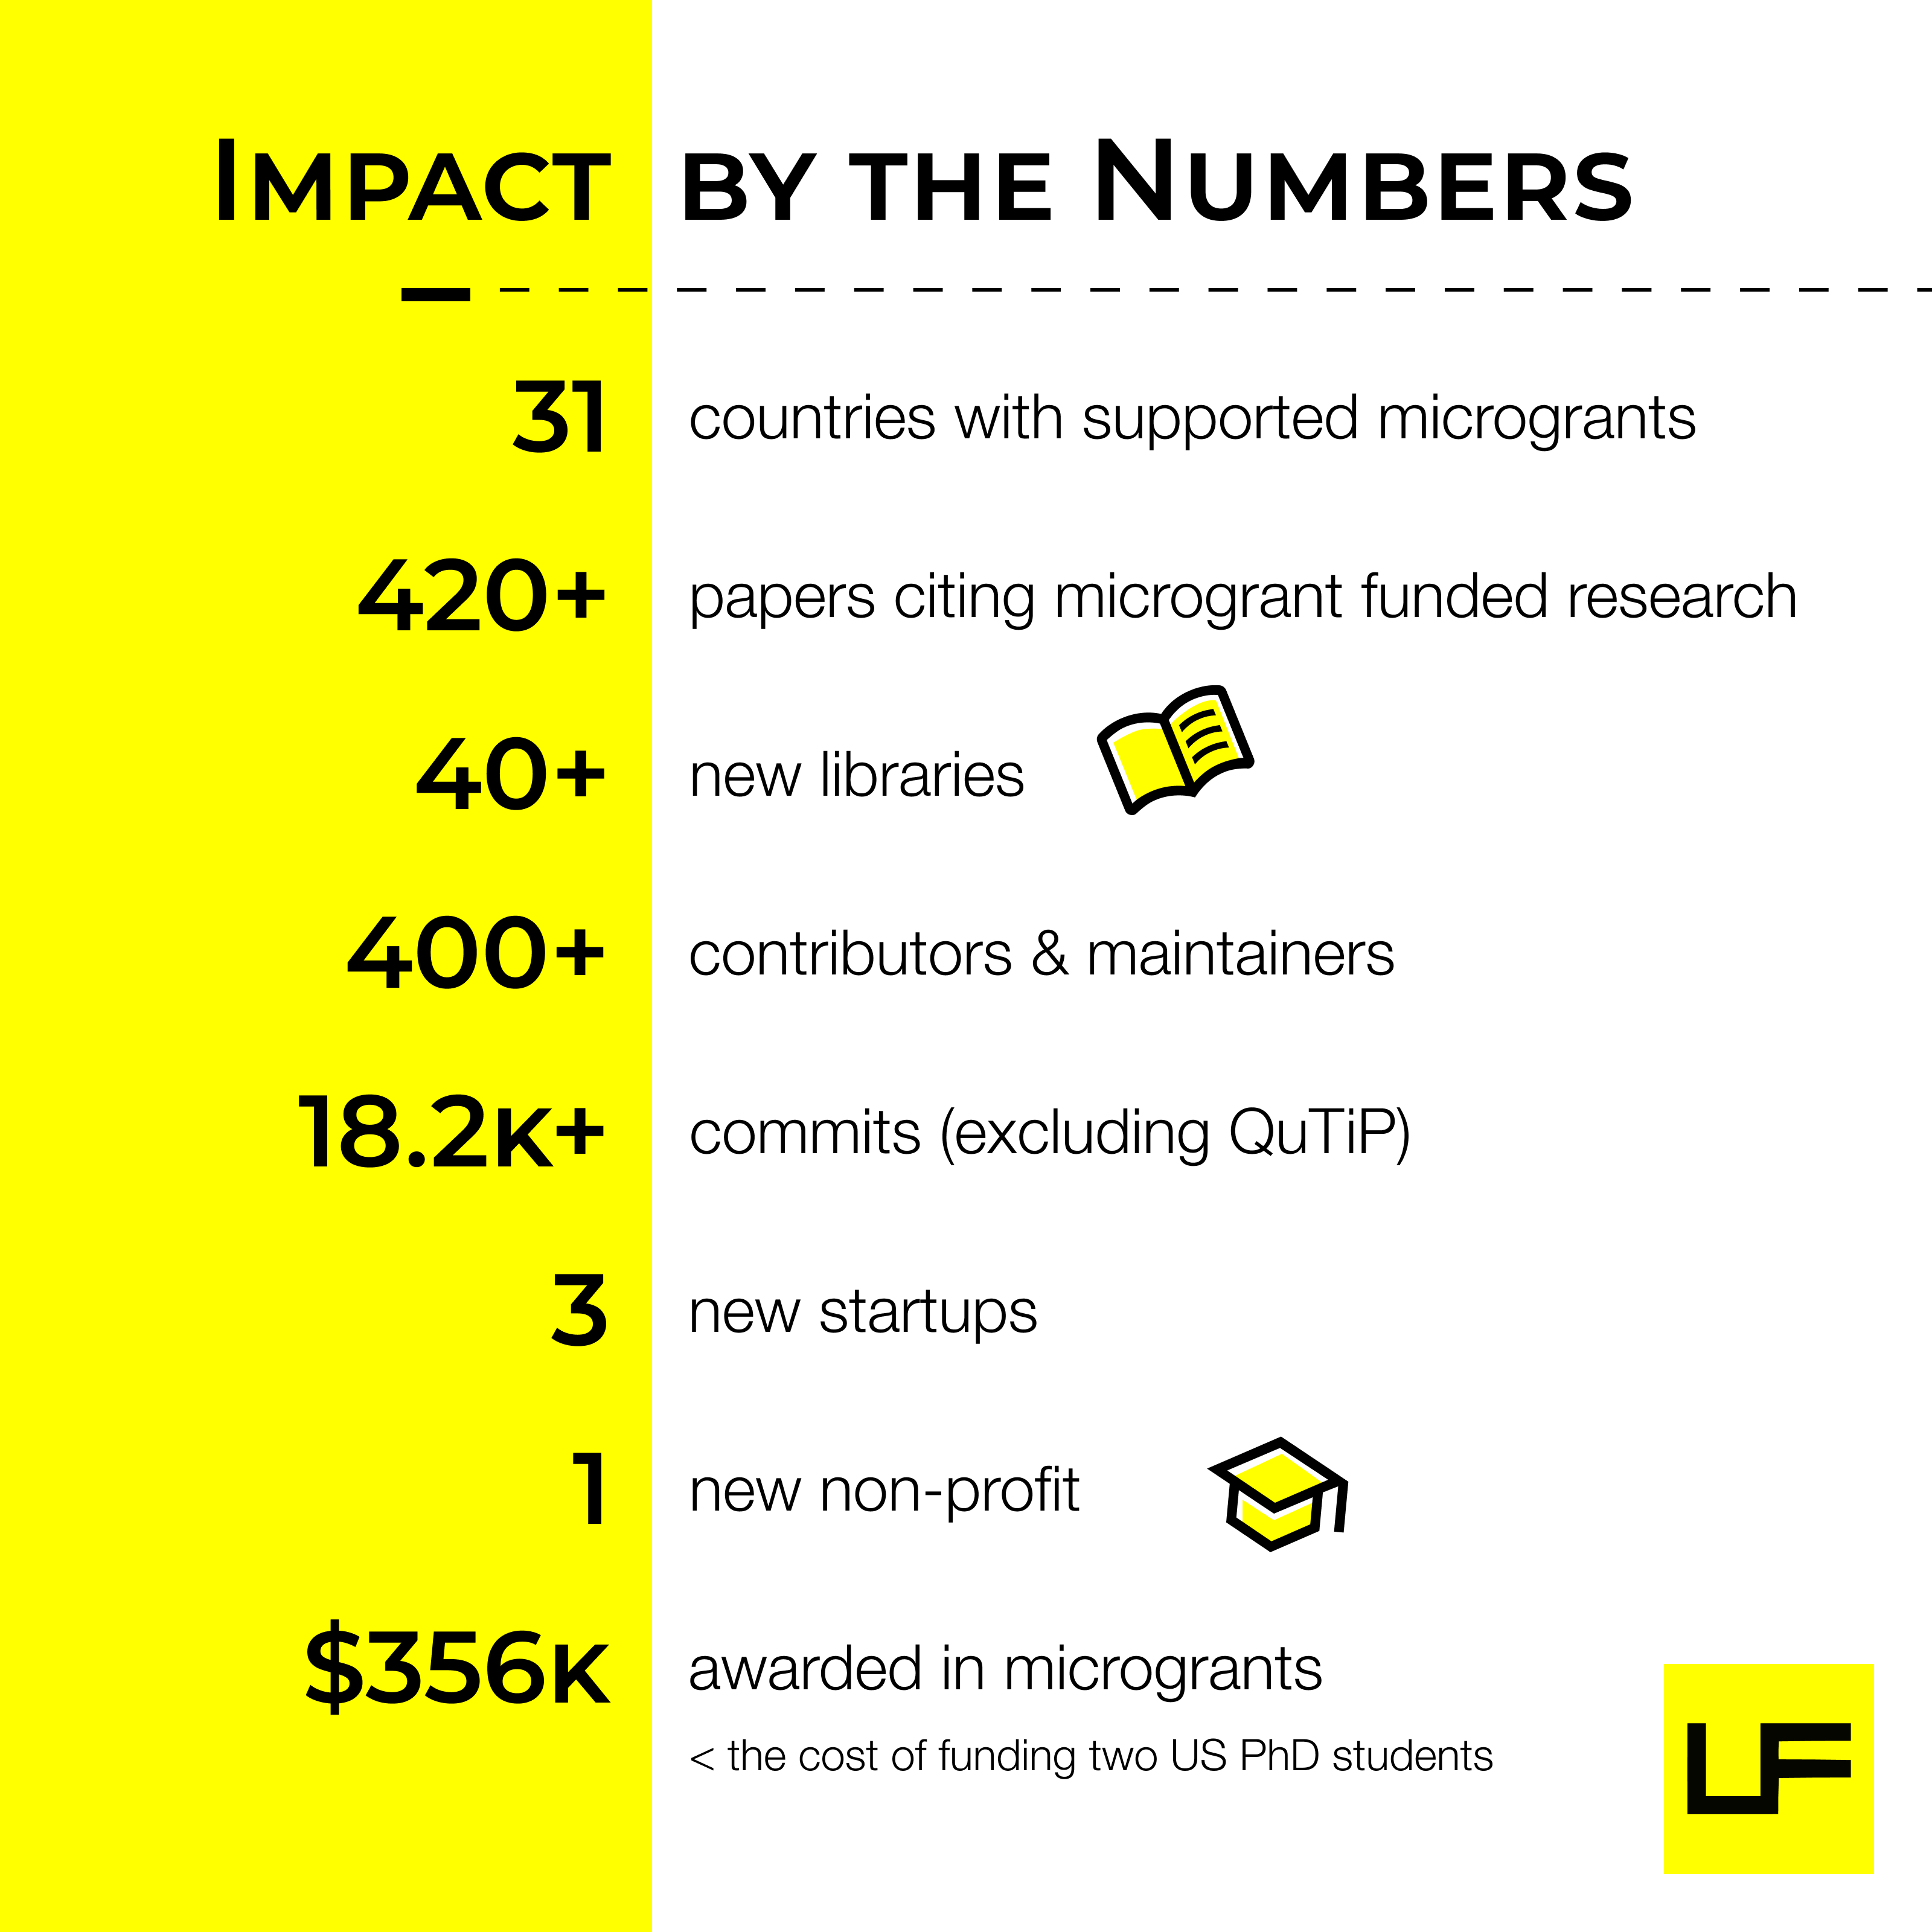 Impact by the Numbers
31 countries with supported microgrants
420+ papers citing microgrant funded research
40+ new libraries
400+ contributors & maintainers
18.2K+ commits (excluding QuTiP)
3 new startups
1 new non-profit
$356K awarded in microgrants
< the cost of funding two US PhD students
UF